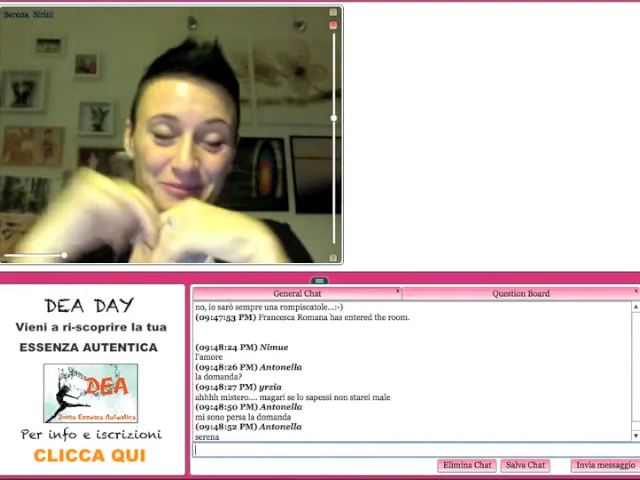 Serena Sirini
DEA DAY
Vieni a ri-scoprire la tua
ESSENZA AUTENTICA
DEA
Donna Essenza Autentica
Per info e iscrizioni
CLICCA QUI
General Chat
Question Board
no, io sarò sempre una rompiscatole...:-)
(09:47:53 PM) Francesca Romana has entered the room.
(09:48:24 PM) Nimue
l'amore
(09:48:26 PM) Antonella
la domanda?
(09:48:27 PM) yrzia
ahhhh mistero.... magari se lo sapessi non starei male
(09:48:50 PM) Antonella
mi sono persa la domanda
(09:48:52 PM) Antonella
serena
Elimina Chat
Salva Chat
Invia messaggio